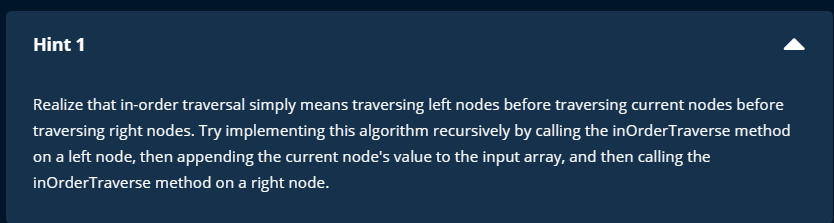 Hint 1
Realize that in-order traversal simply means traversing left nodes before traversing current nodes before
traversing right nodes. Try implementing this algorithm recursively by calling the inOrderTraverse method
on a left node, then appending the current node's value to the input array, and then calling the
inOrderTraverse method on a right node.